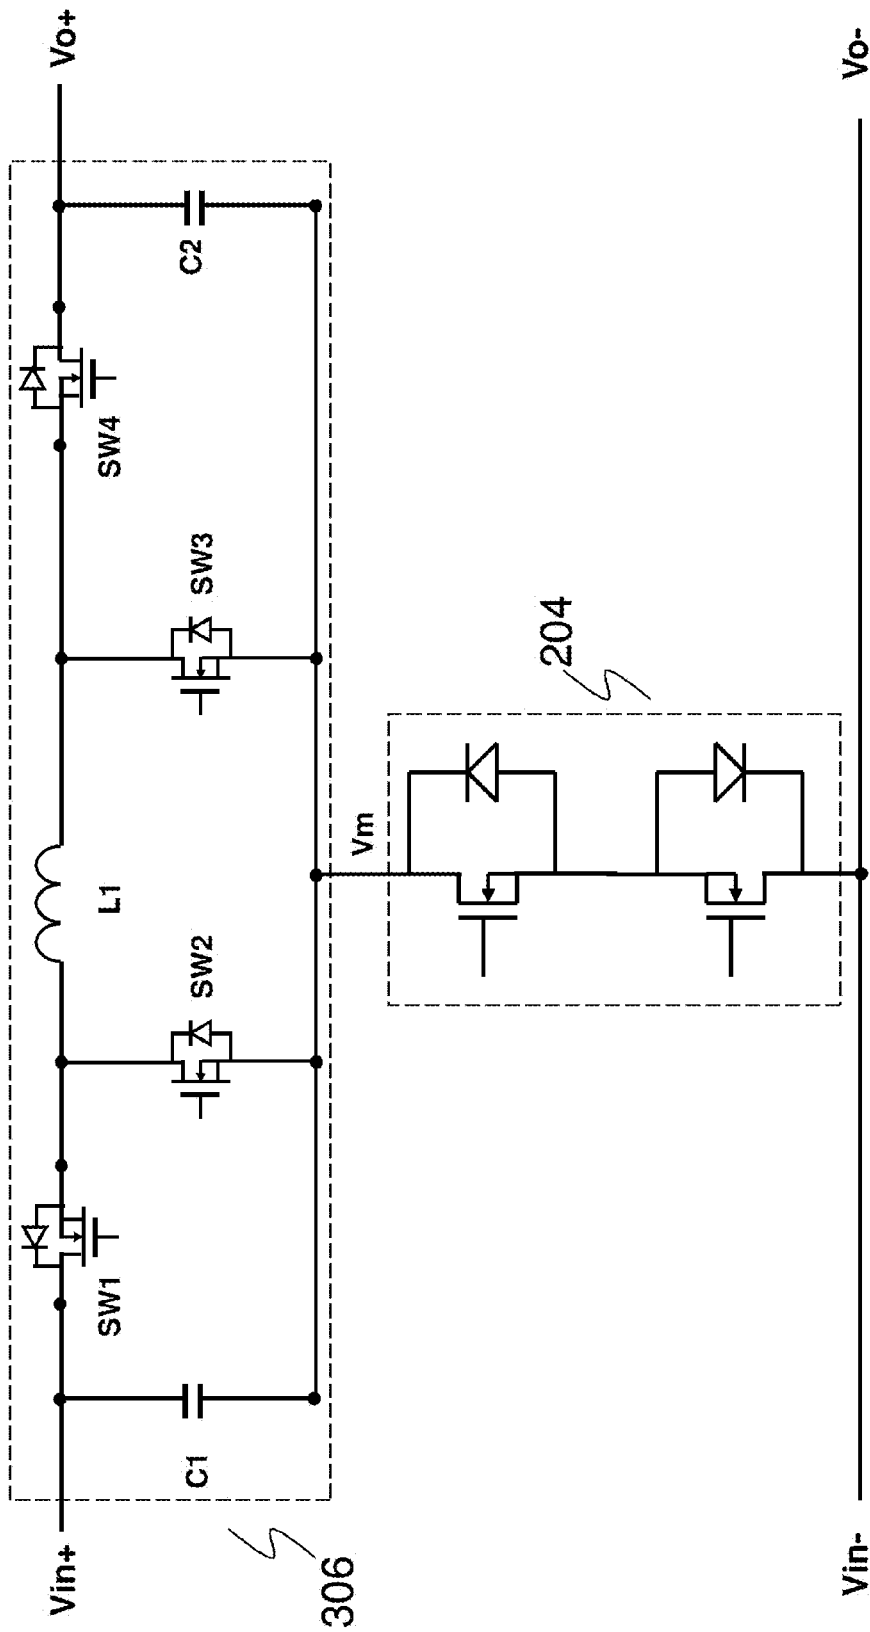 Vin+
Vo+
SW1
L1
SW4
C1
SW2
SW3
C2
306
Vm
204
Vin-
Vo-